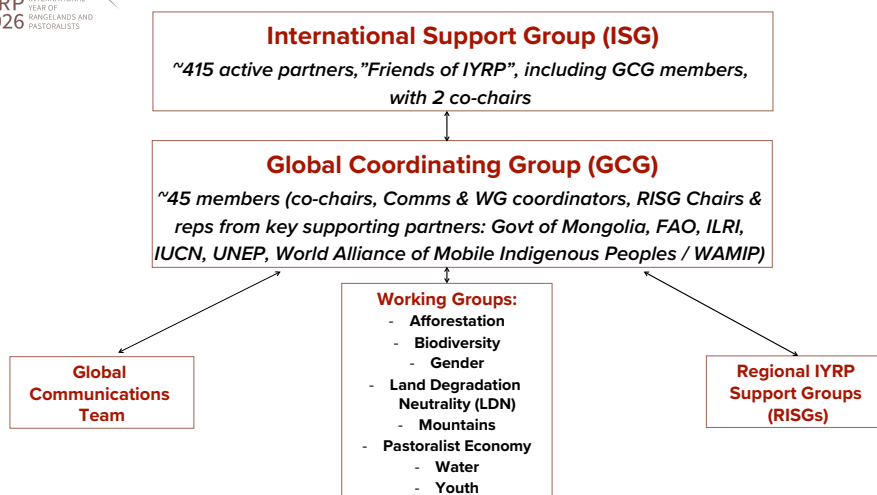 RP INTERNATIONAL
YEAR OF
026 RANGELANDS AND
PASTORALISTS
International Support Group (ISG)
~415 active partners,”Friends of IYRP”, including GCG members,
with 2 co-chairs
Global Coordinating Group (GCG)
~45 members (co-chairs, Comms & WG coordinators, RISG Chairs &
reps from key supporting partners: Govt of Mongolia, FAO, ILRI,
IUCN, UNEP, World Alliance of Mobile Indigenous Peoples / WAMIP)
Working Groups:
- Afforestation
- Biodiversity
- Gender
- Land Degradation
Neutrality (LDN)
- Mountains
- Pastoralist Economy
- Water
- Youth
Global
Communications
Team
Regional IYRP
Support Groups
(RISGs)